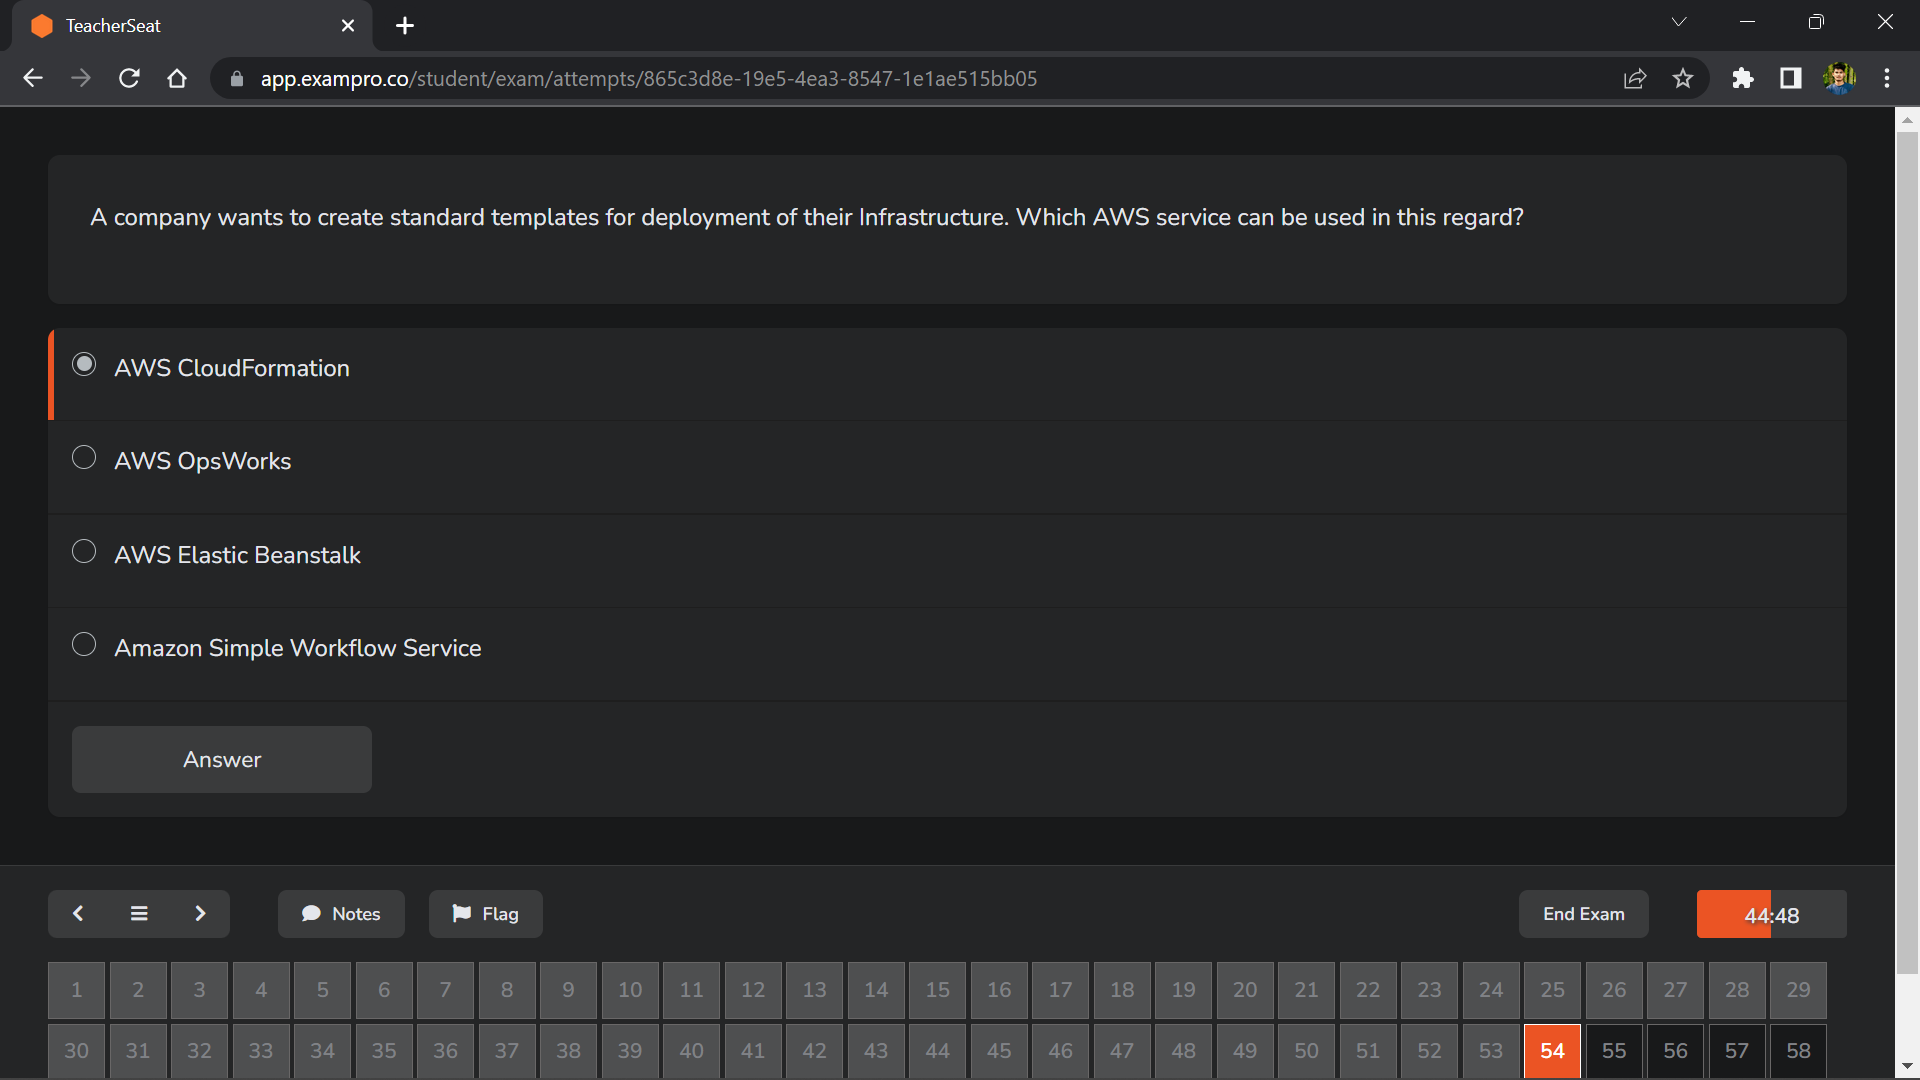 TeacherSeat
app.exampro.co/student/exam/attempts/865c3d8e-19e5-4ea3-8547-1e1ae515bb05
A company wants to create standard templates for deployment of their Infrastructure. Which AWS service can be used in this regard?
AWS CloudFormation
AWS OpsWorks
AWS Elastic Beanstalk
Amazon Simple Workflow Service
Answer
Notes Flag End Exam 44:48
1 2 3 4 5 6 7 8 9 10 11 12 13 14 15 16 17 18 19 20 21 22 23 24 25 26 27 28 29
30 31 32 33 34 35 36 37 38 39 40 41 42 43 44 45 46 47 48 49 50 51 52 53 54 55 56 57 58